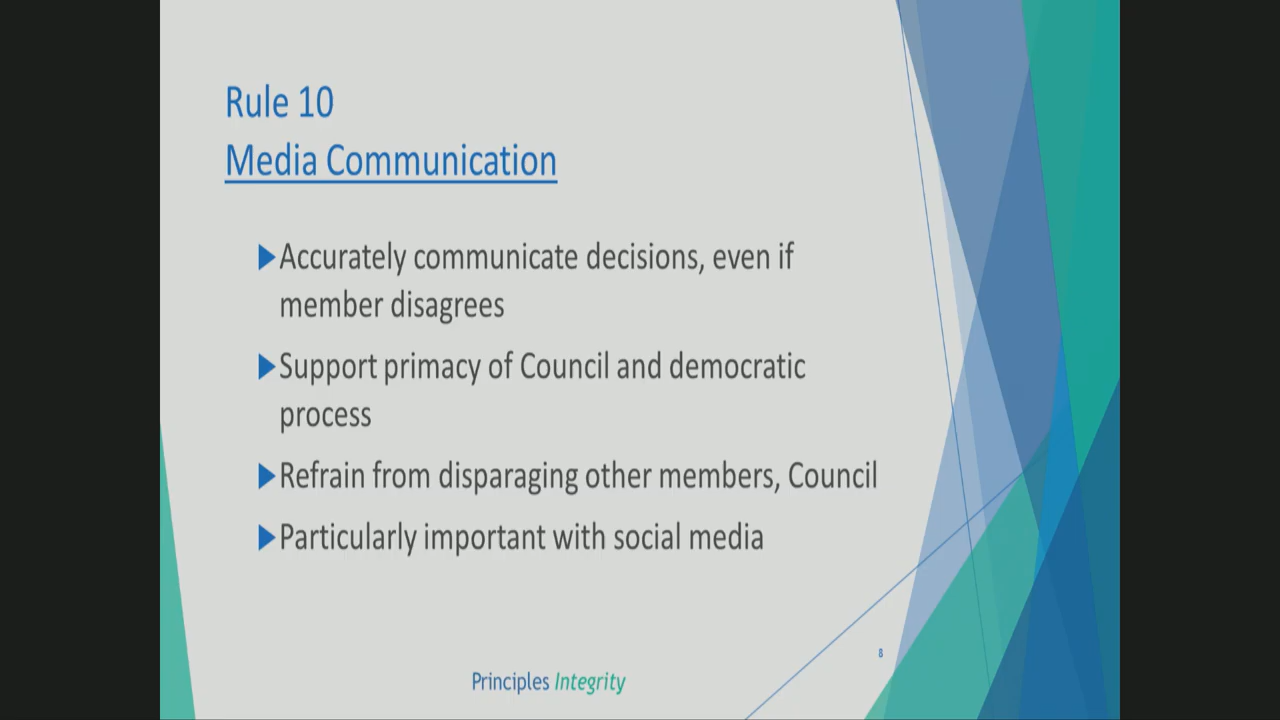 Rule 10
Media Communication
Accurately communicate decisions, even if
member disagrees
Support primacy of Council and democratic
process
Refrain from disparaging other members, Council
Particularly important with social media
8
Principles Integrity